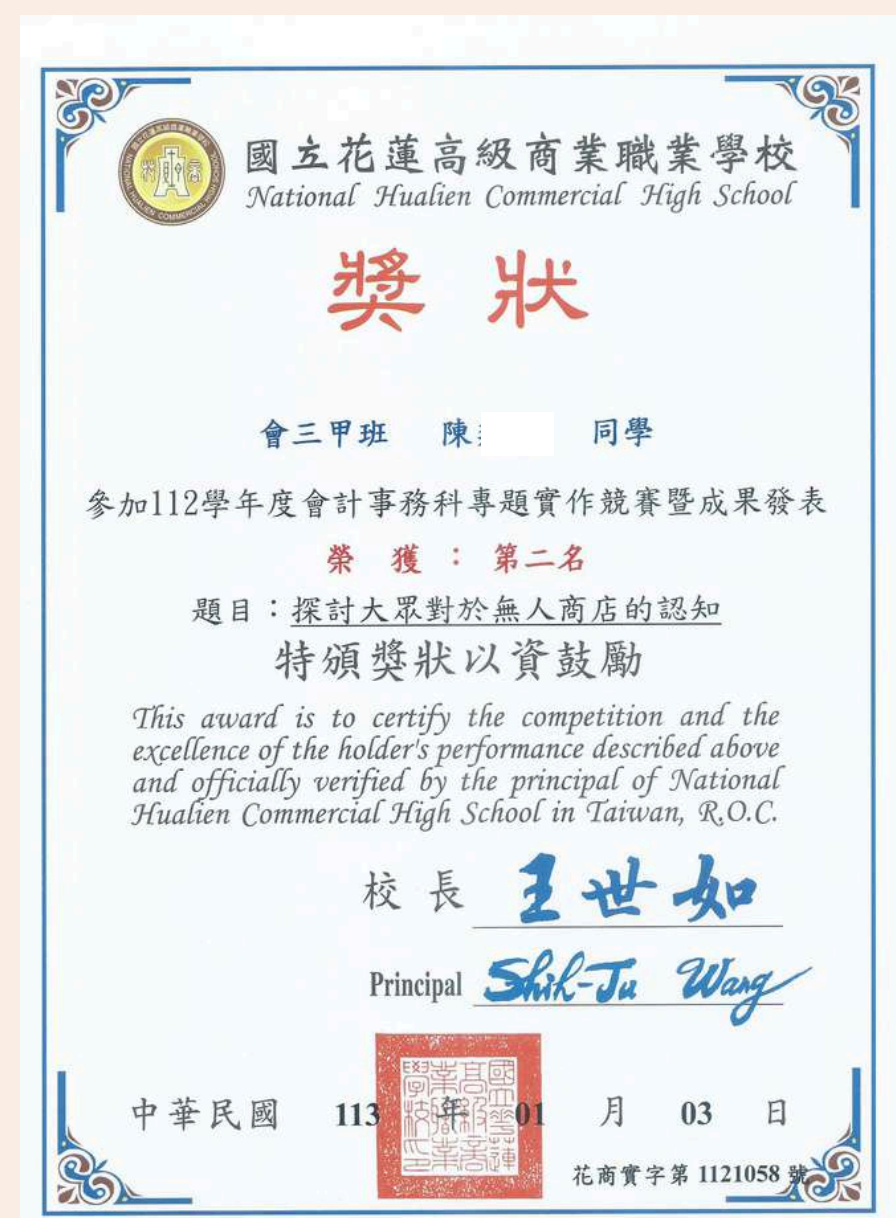 國立花蓮高級商業職業學校
National Hualien Commercial High School
獎狀
會三甲班 陳 同學
參加112學年度會計事務科專題實作競賽暨成果發表
榮獲：第二名
題目：探討大眾對於無人商店的認知
特頒獎狀以資鼓勵
This award is to certify the competition and the
excellence of the holder's performance described above
and officially verified by the principal of National
Hualien Commercial High School in Taiwan, R.O.C.
校長 王世如
Principal Shih-Ju Wang
中華民國 113 年 01 月 03 日
花商實字第 1121058 號